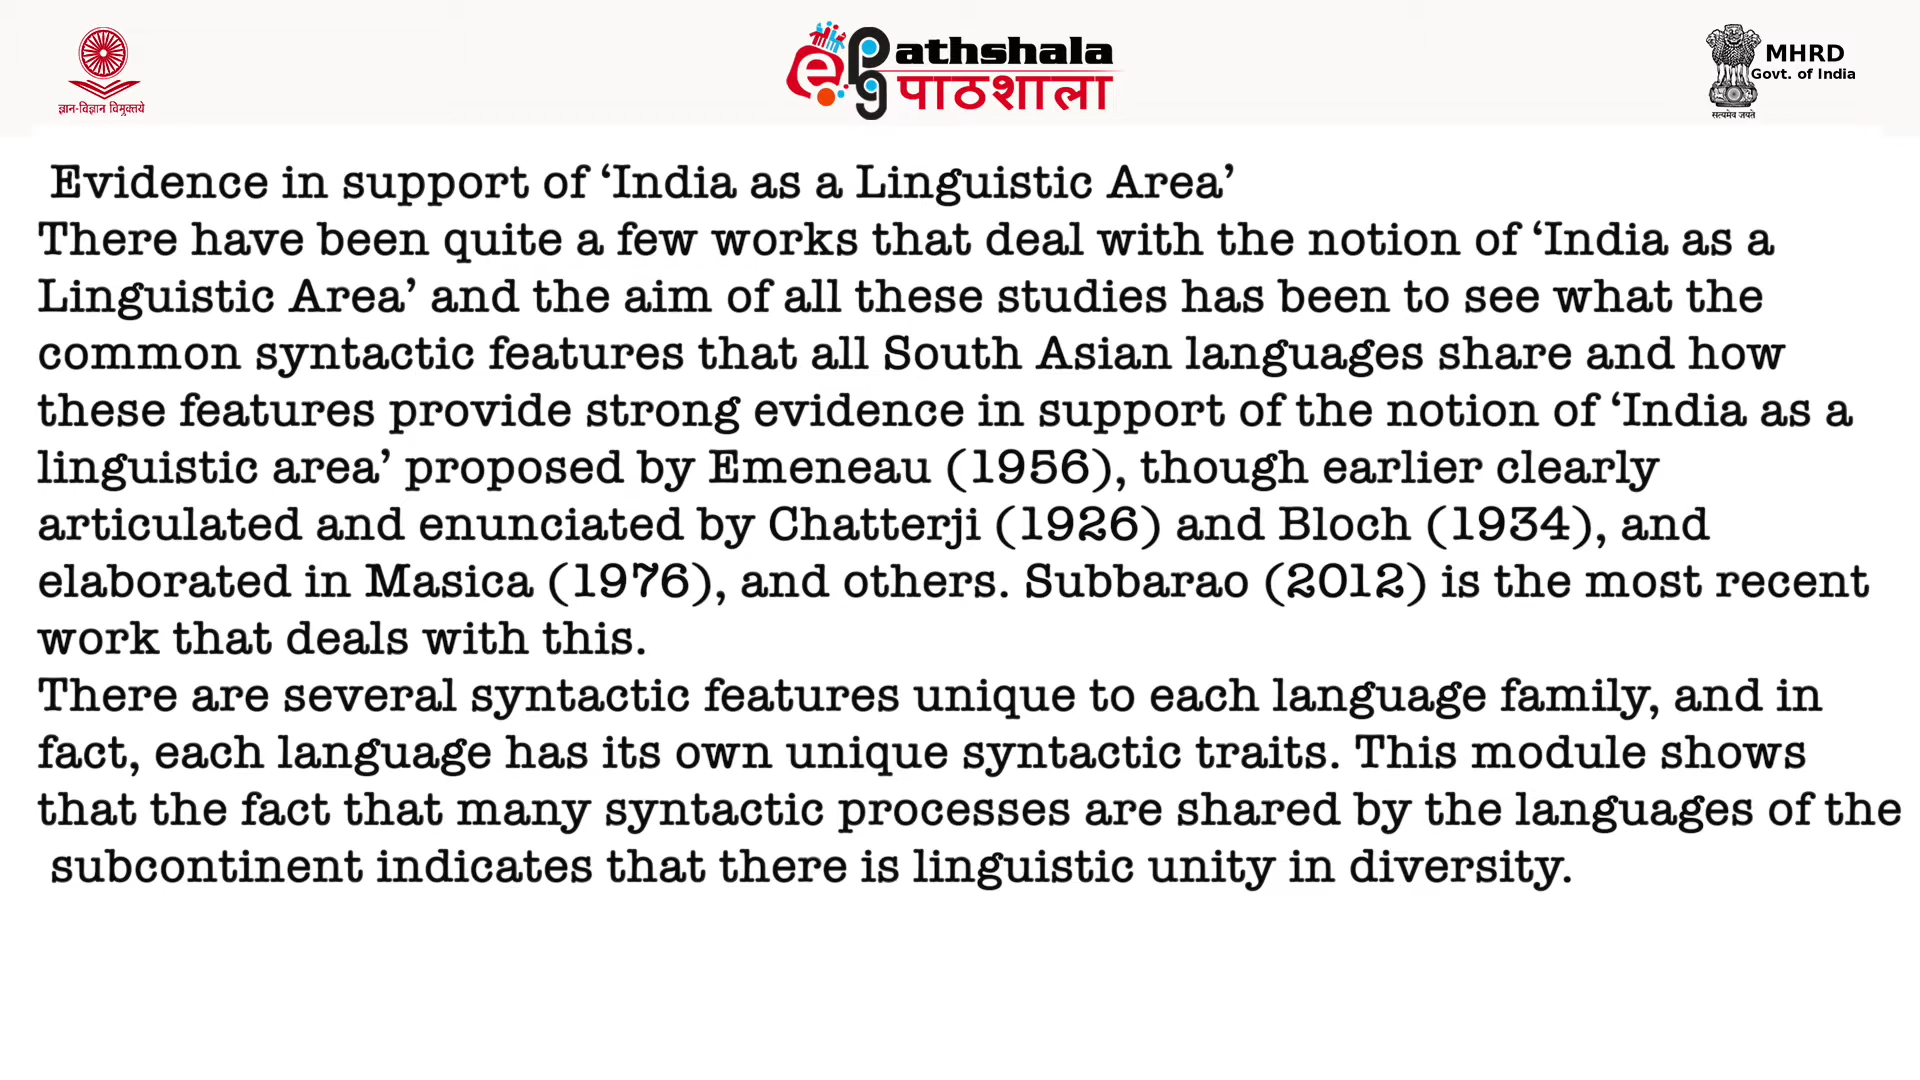 ज्ञान-विज्ञान विमुक्तये
e
Pathshala
पाठशाला
MHRD
Govt. of India
सत्यमेव जयते
Evidence in support of ‘India as a Linguistic Area’
There have been quite a few works that deal with the notion of ‘India as a
Linguistic Area’ and the aim of all these studies has been to see what the
common syntactic features that all South Asian languages share and how
these features provide strong evidence in support of the notion of ‘India as a
linguistic area’ proposed by Emeneau (1956), though earlier clearly
articulated and enunciated by Chatterji (1926) and Bloch (1934), and
elaborated in Masica (1976), and others. Subbarao (2012) is the most recent
work that deals with this.
There are several syntactic features unique to each language family, and in
fact, each language has its own unique syntactic traits. This module shows
that the fact that many syntactic processes are shared by the languages of the
subcontinent indicates that there is linguistic unity in diversity.